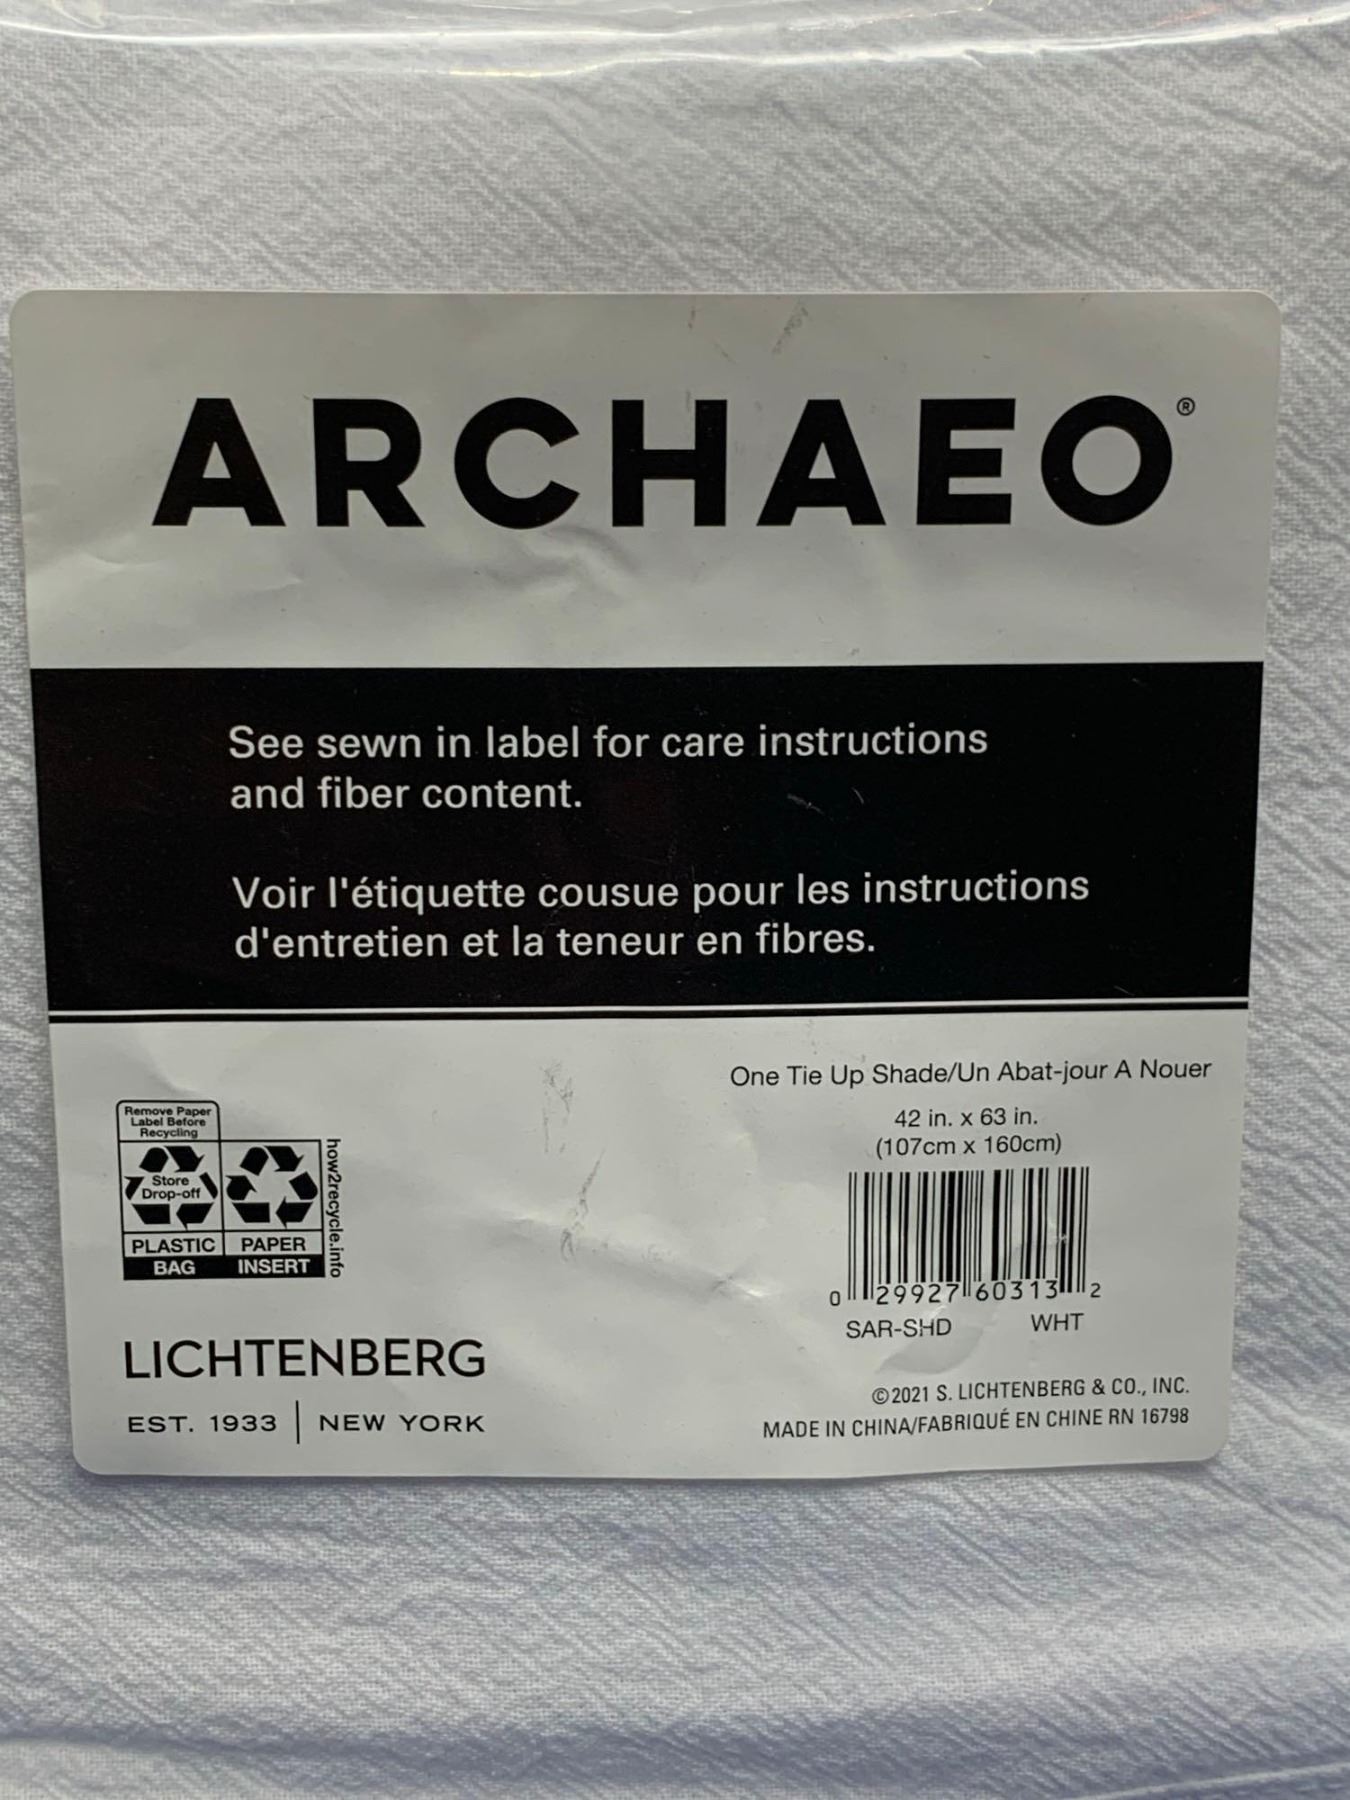 ARCHAEO®
See sewn in label for care instructions
and fiber content.
Voir l'étiquette cousue pour les instructions
d'entretien et la teneur en fibres.
One Tie Up Shade/Un Abat-jour A Nouer
42 in. x 63 in.
(107cm x 160cm)
0 29927 60313 2
SAR-SHD WHT
Remove Paper
Label Before
Recycling
Store
Drop-off
PLASTIC PAPER
BAG INSERT
how2recycle.info
LICHTENBERG
EST. 1933 | NEW YORK
©2021 S. LICHTENBERG & CO., INC.
MADE IN CHINA/FABRIQUÉ EN CHINE RN 16798